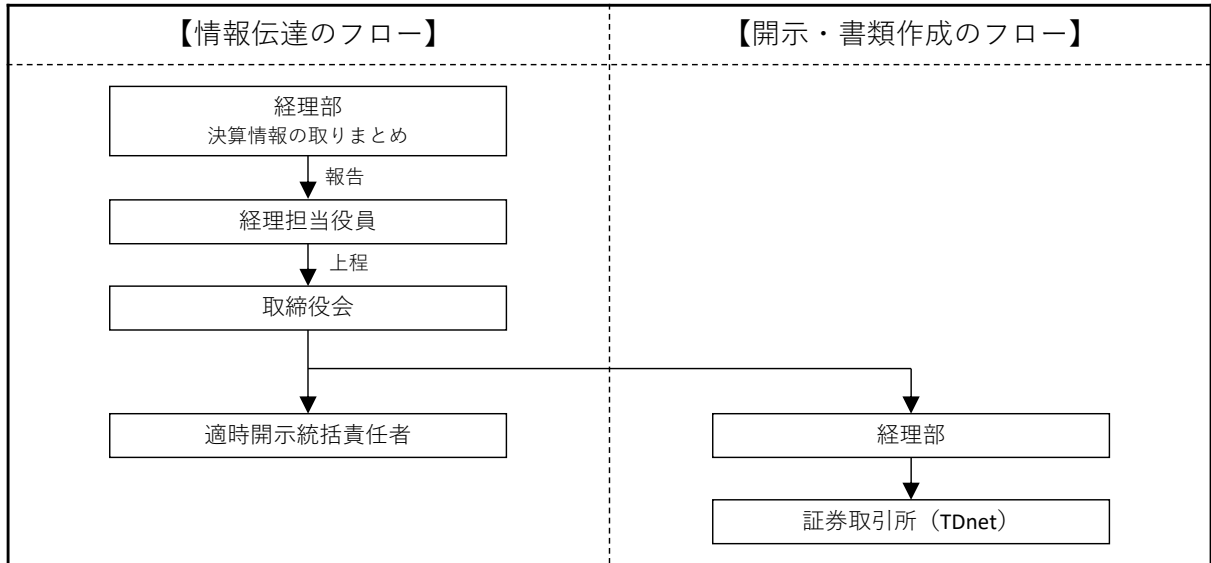 【情報伝達のフロー】
【開示・書類作成のフロー】
経理部
決算情報の取りまとめ
報告
経理担当役員
上程
取締役会
適時開示統括責任者
経理部
証券取引所（TDnet）